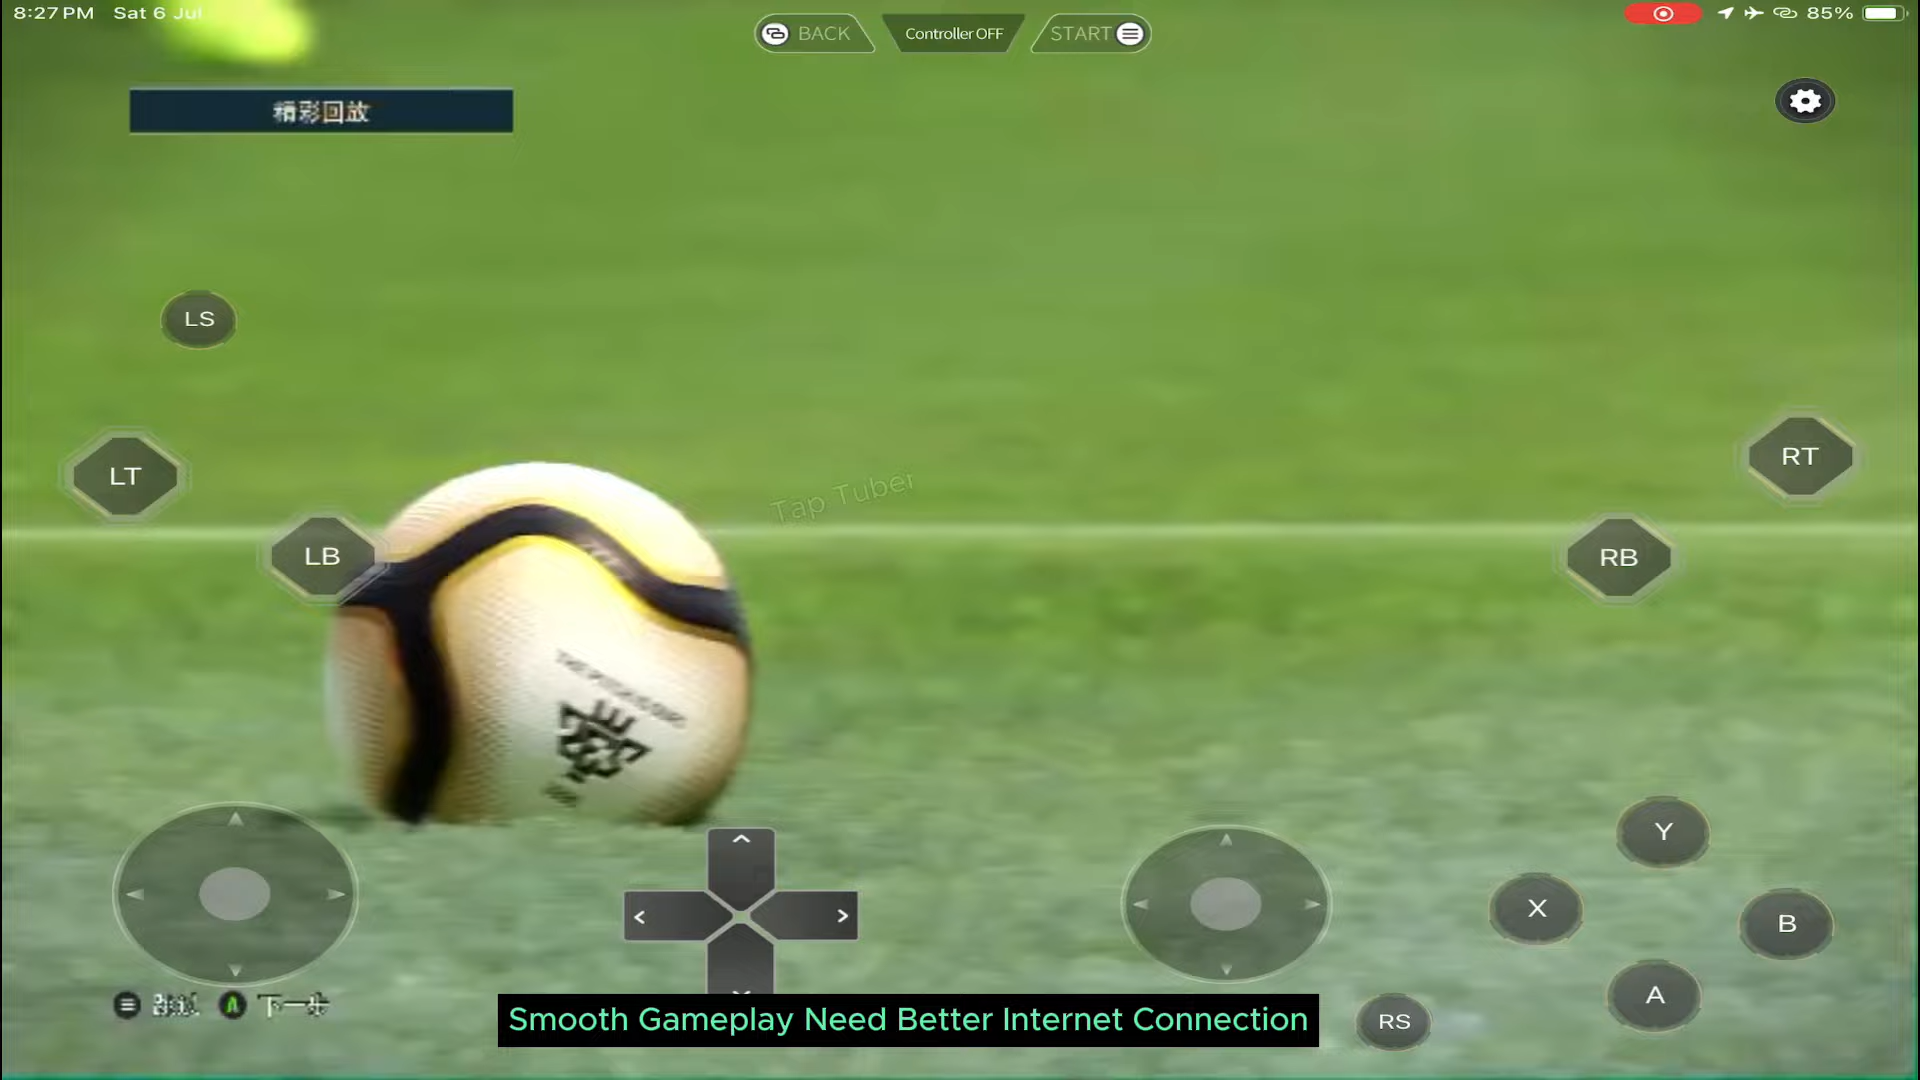 8:27 PM Sat 6 Jul
85%
BACK
Controller OFF
START
精彩回放
LS
LT
LB
RT
RB
Tap Tuber
Y
X
B
A
RS
A 下一步
Smooth Gameplay Need Better Internet Connection